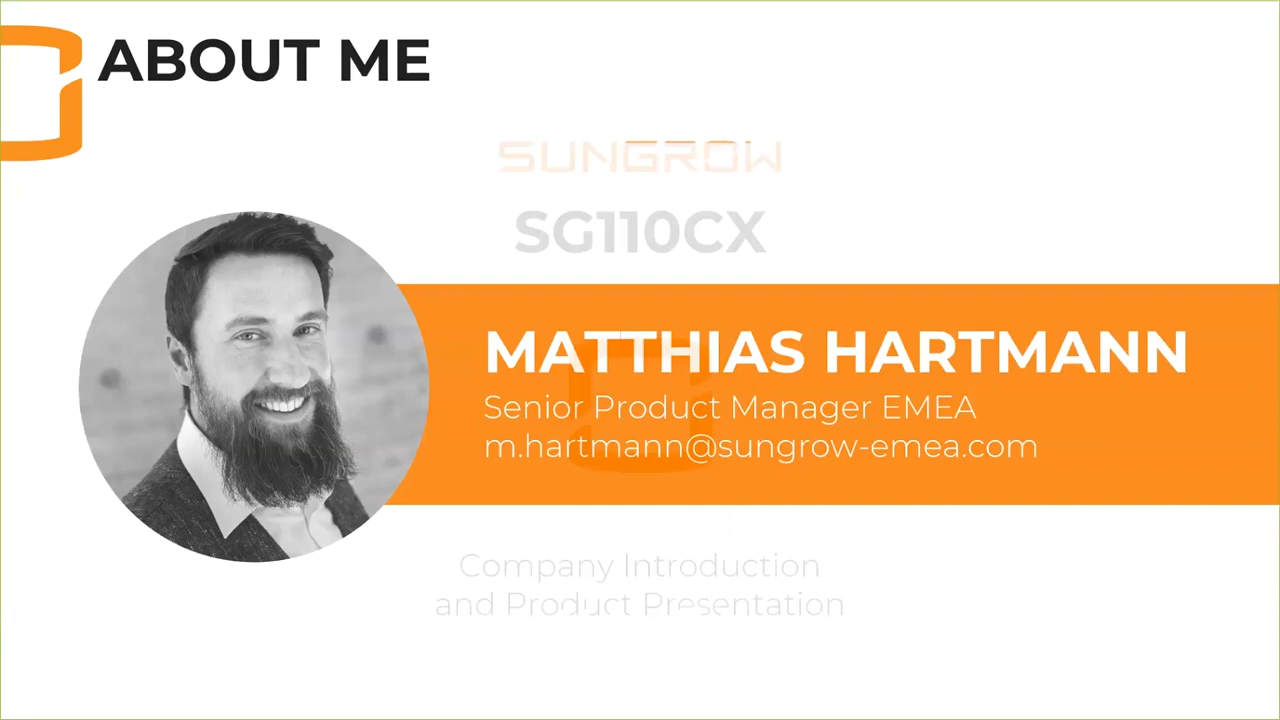 ABOUT ME
SUNGROW
SG110CX
MATTHIAS HARTMANN
Senior Product Manager EMEA
m.hartmann@sungrow-emea.com
Company Introduction
and Product Presentation